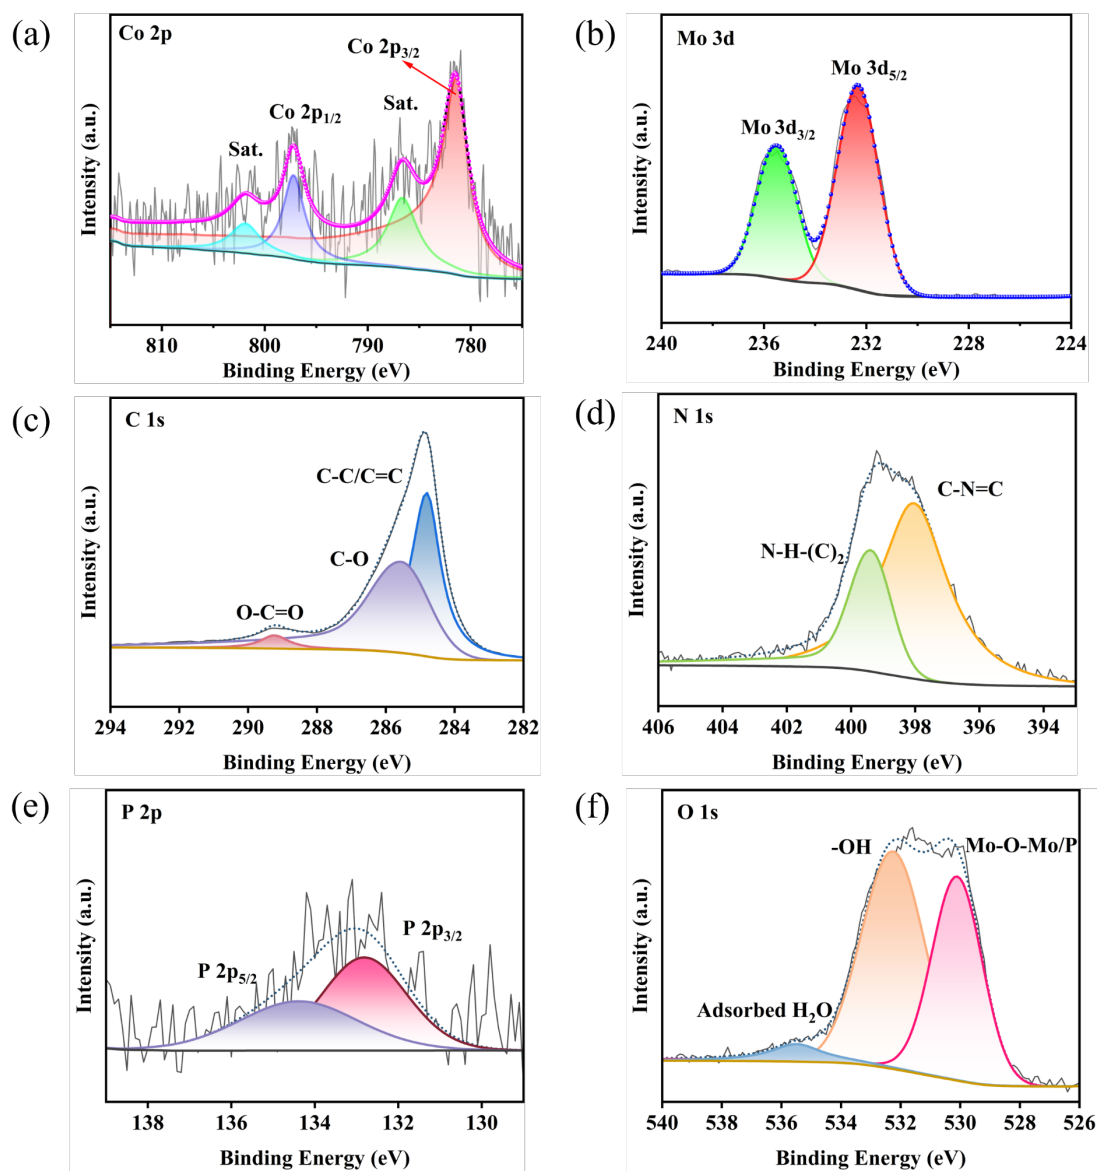 (a)
Co 2p
Co 2p3/2
Sat.
Co 2p1/2
Sat.
Intensity (a.u.)
810 800 790 780
Binding Energy (eV)
(b)
Mo 3d
Mo 3d5/2
Mo 3d3/2
Intensity (a.u.)
240 236 232 228 224
Binding Energy (eV)
(c)
C 1s
C-C/C=C
C-O
O-C=O
Intensity (a.u.)
294 292 290 288 286 284 282
Binding Energy (eV)
(d)
N 1s
C-N=C
N-H-(C)2
Intensity (a.u.)
406 404 402 400 398 396 394
Binding Energy (eV)
(e)
P 2p
P 2p3/2
P 2p5/2
Intensity (a.u.)
138 136 134 132 130
Binding Energy (eV)
(f)
O 1s
-OH
Mo-O-Mo/P
Adsorbed H2O
Intensity (a.u.)
540 538 536 534 532 530 528 526
Binding Energy (eV)